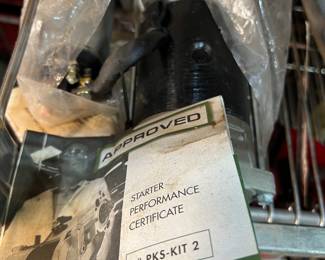 APPROVED
STARTER
PERFORMANCE
CERTIFICATE
PKS-KIT 2